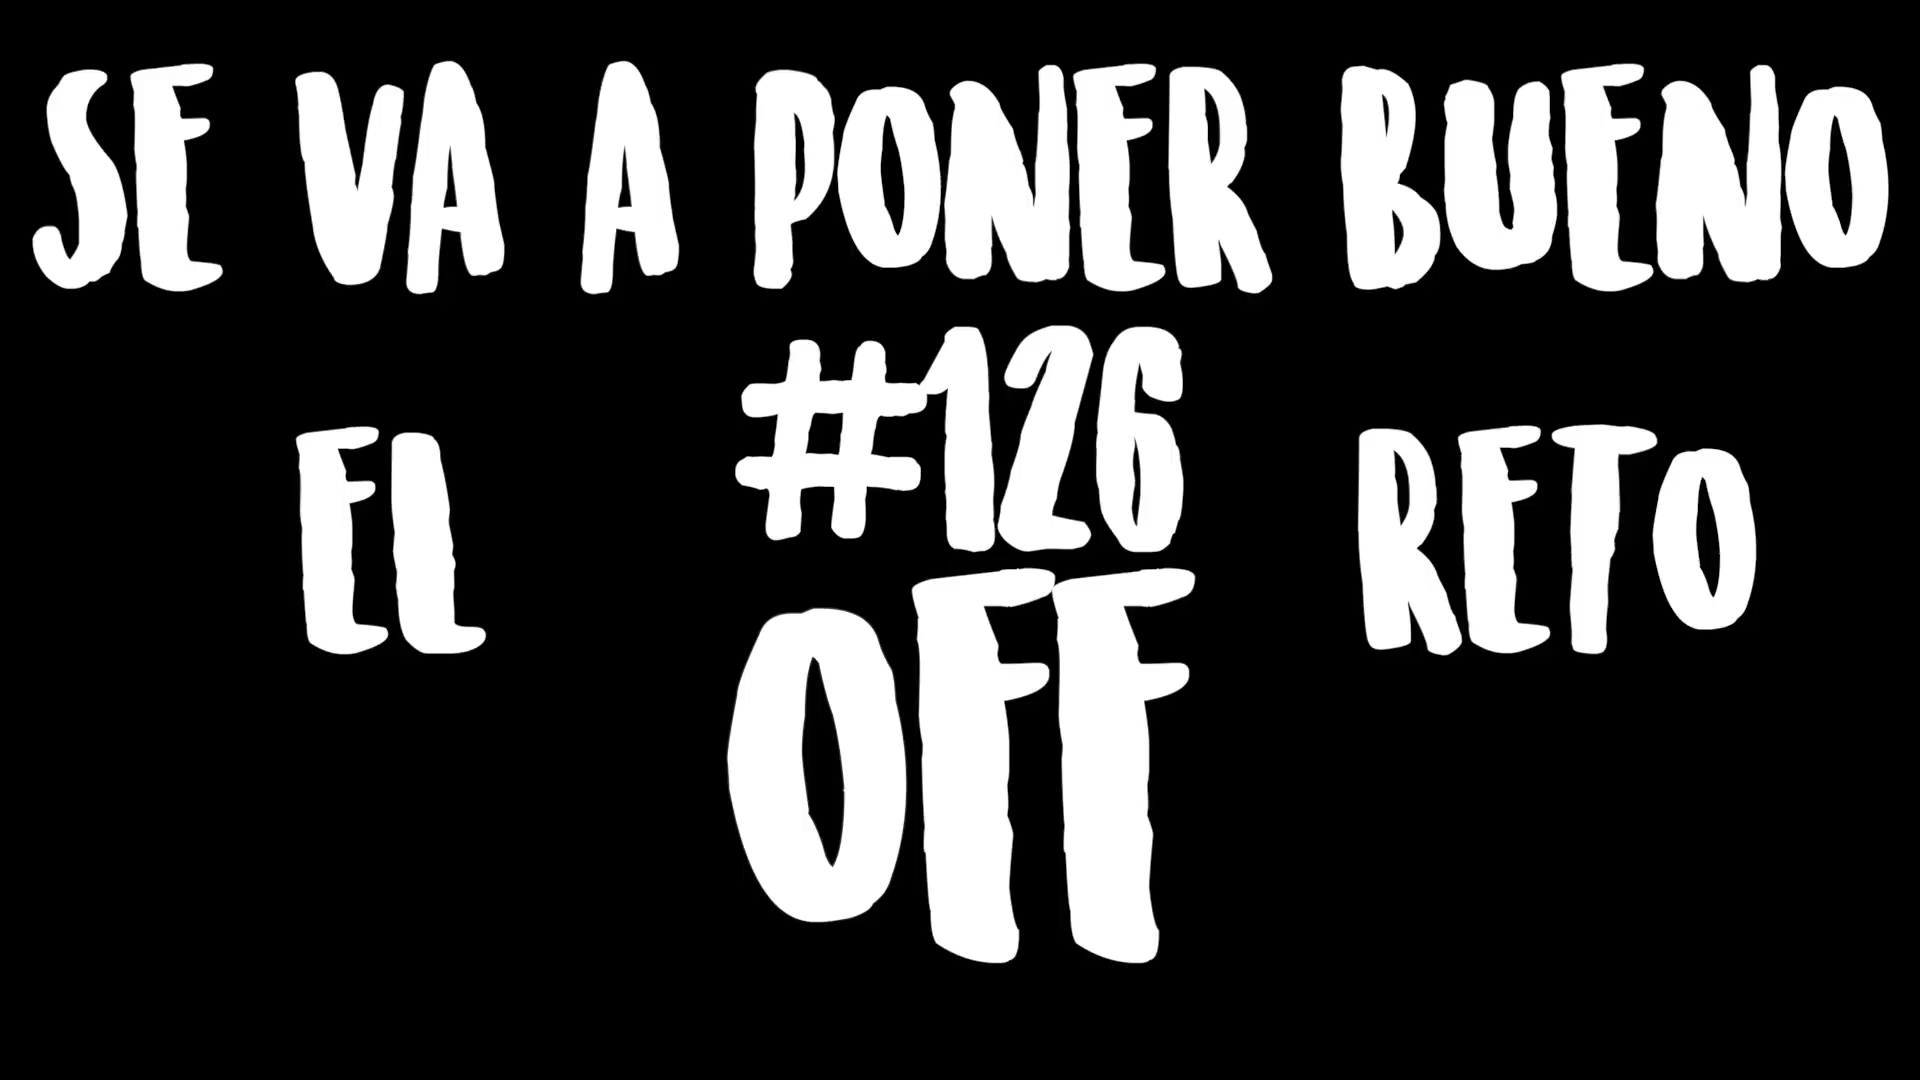 SE VA A PONER BUENO
#126
EL RETO
OFF